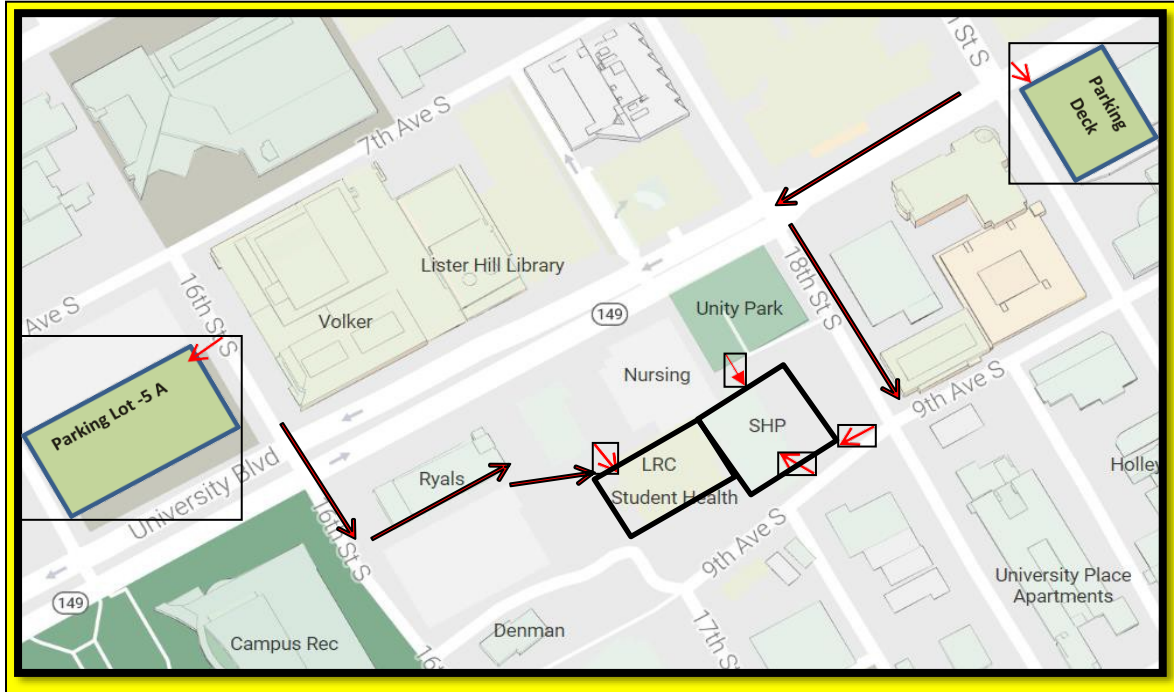 1 St S
Parking
Deck
7th Ave S
Lister Hill Library
16th St S
Ave S
Volker
149
Unity Park
18th St S
Parking Lot -5 A
Nursing
9th Ave S
SHP
LRC
Ryals
Holley
University Blvd
Student Health
16th St S
9th Ave S
University Place
Apartments
149
Campus Rec
Denman
17th St
16t